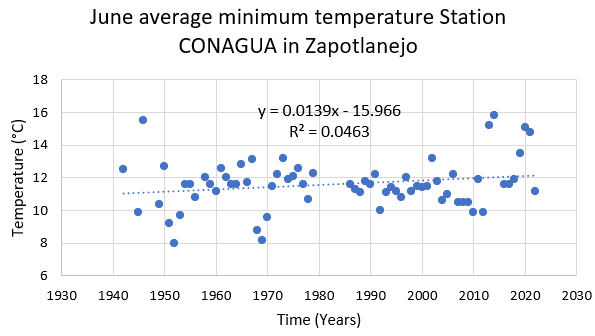 June average minimum temperature Station
CONAGUA in Zapotlanejo
18
16
14
12
10
8
6
y = 0.0139x - 15.966
R² = 0.0463
Temperature (°C)
1930 1940 1950 1960 1970 1980 1990 2000 2010 2020 2030
Time (Years)